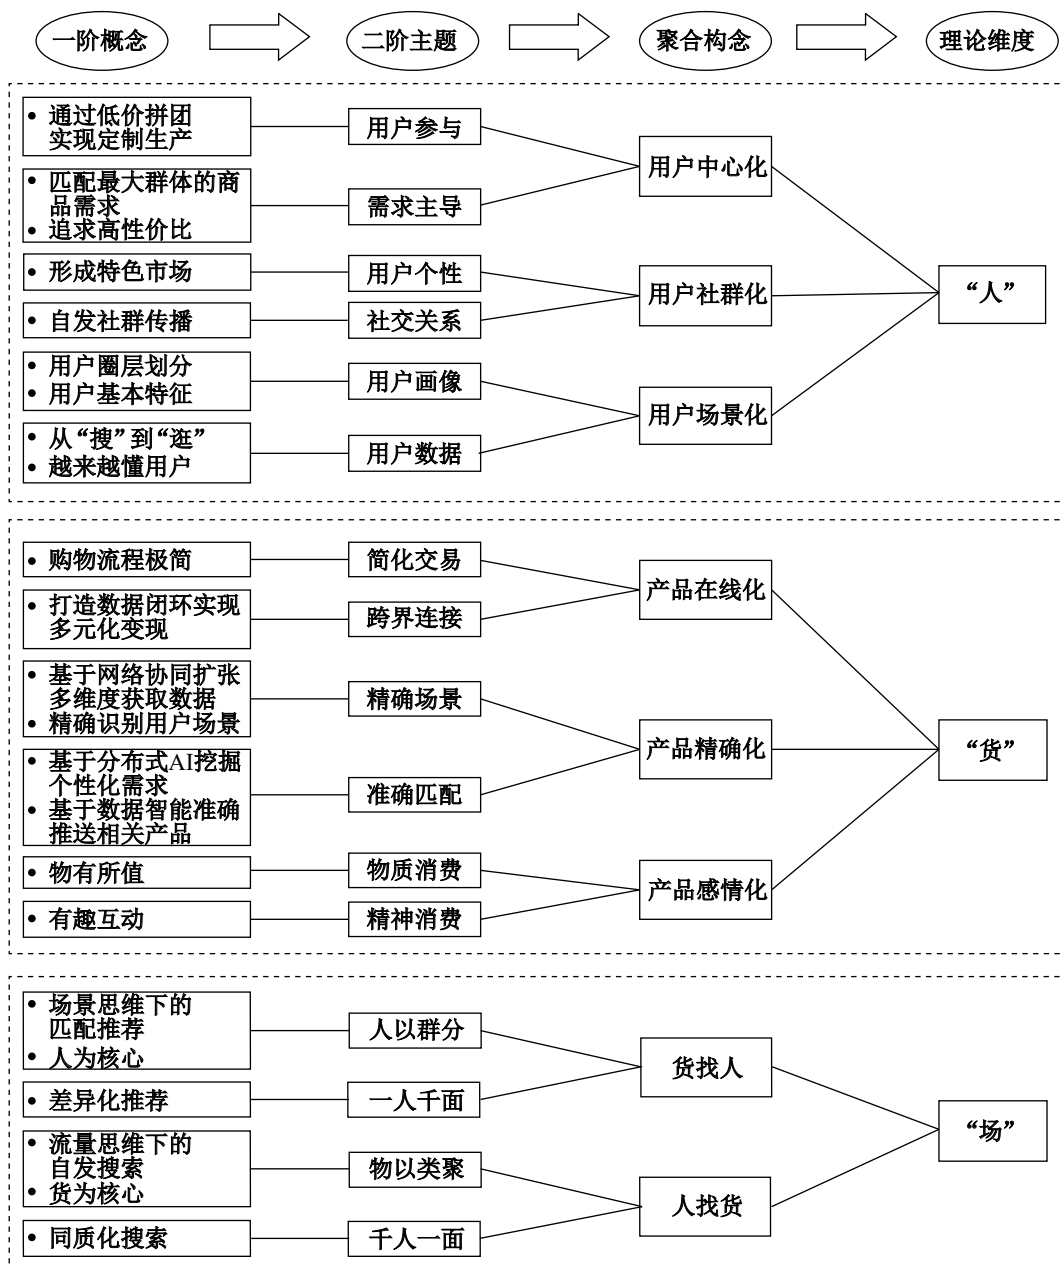 一阶概念
二阶主题
聚合构念
理论维度
• 通过低价拼团
实现定制生产
用户参与
用户中心化
• 匹配最大群体的商
品需求
• 追求高性价比
需求主导
• 形成特色市场
用户个性
用户社群化
“人”
• 自发社群传播
社交关系
• 用户圈层划分
• 用户基本特征
用户画像
用户场景化
• 从“搜”到“逛”
• 越来越懂用户
用户数据
• 购物流程极简
简化交易
产品在线化
• 打造数据闭环实现
多元化变现
跨界连接
• 基于网络协同扩张
多维度获取数据
• 精确识别用户场景
精确场景
产品精确化
“货”
• 基于分布式AI挖掘
个性化需求
• 基于数据智能准确
推送相关产品
准确匹配
• 物有所值
物质消费
产品感情化
• 有趣互动
精神消费
• 场景思维下的
匹配推荐
• 人为核心
人以群分
货找人
• 差异化推荐
一人千面
“场”
• 流量思维下的
自发搜索
• 货为核心
物以类聚
人找货
• 同质化搜索
千人一面